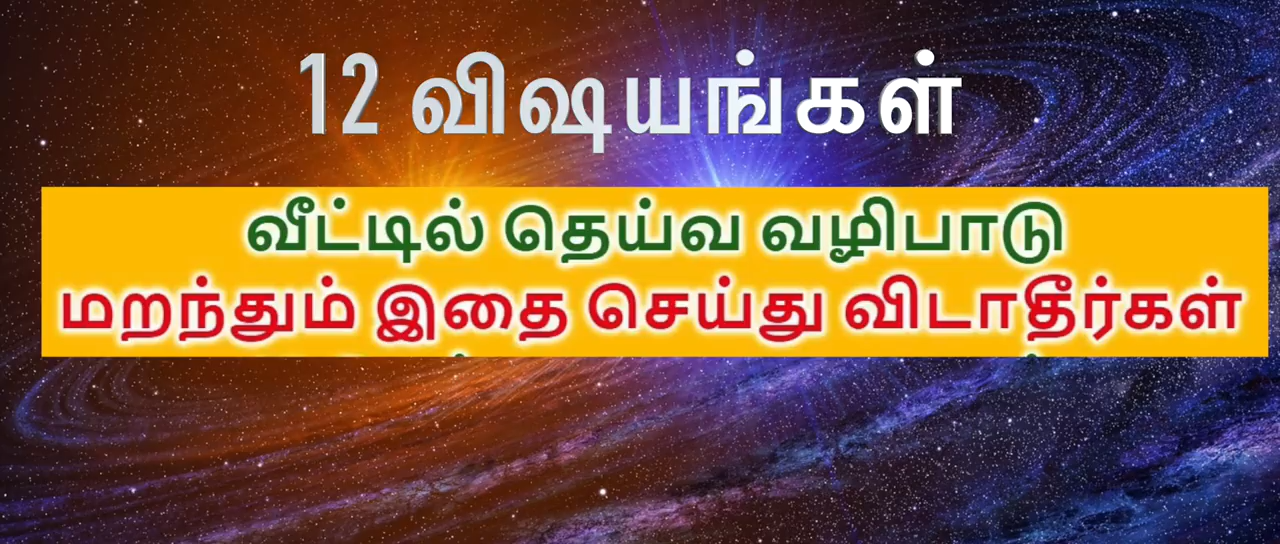 12 விஷயங்கள்
வீட்டில் தெய்வ வழிபாடு
மறந்தும் இதை செய்து விடாதீர்கள்